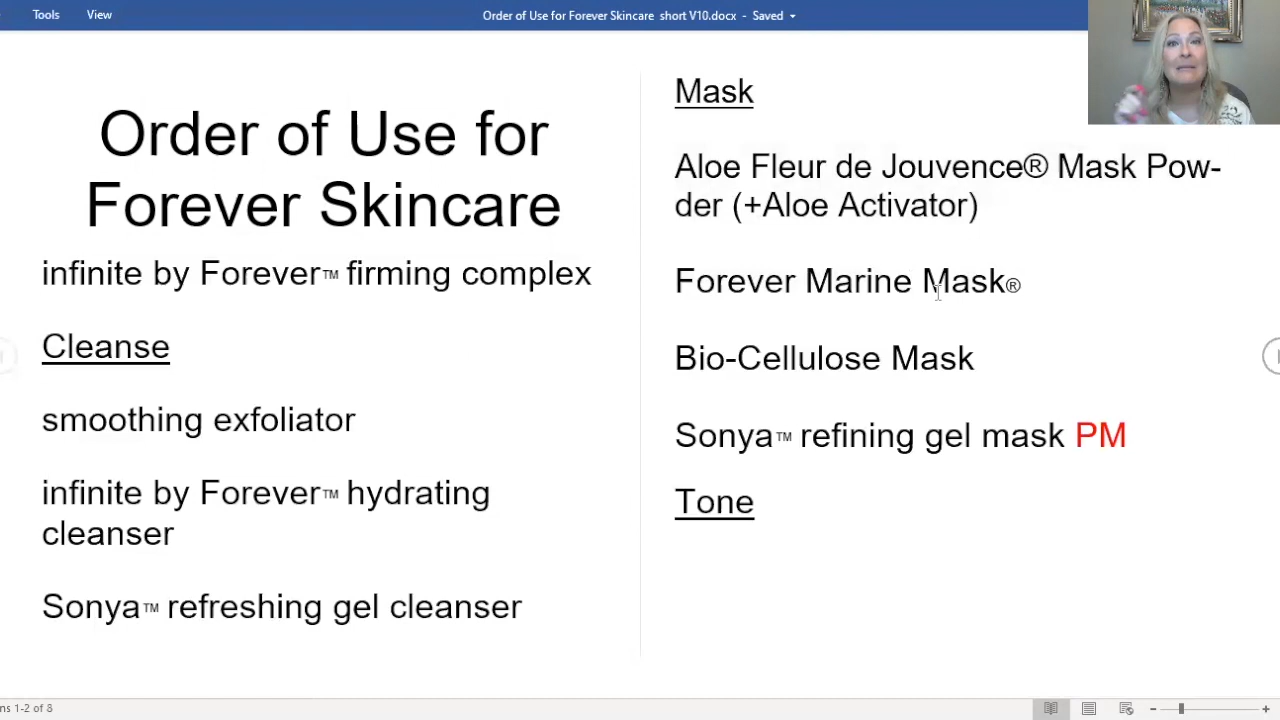 Tools View Order of Use for Forever Skincare short V10.docx - Saved
Order of Use for
Forever Skincare
infinite by Forever™ firming complex
Cleanse
smoothing exfoliator
infinite by Forever™ hydrating
cleanser
Sonya™ refreshing gel cleanser
Mask
Aloe Fleur de Jouvence® Mask Pow-
der (+Aloe Activator)
Forever Marine Mask®
Bio-Cellulose Mask
Sonya™ refining gel mask PM
Tone
ns 1-2 of 8